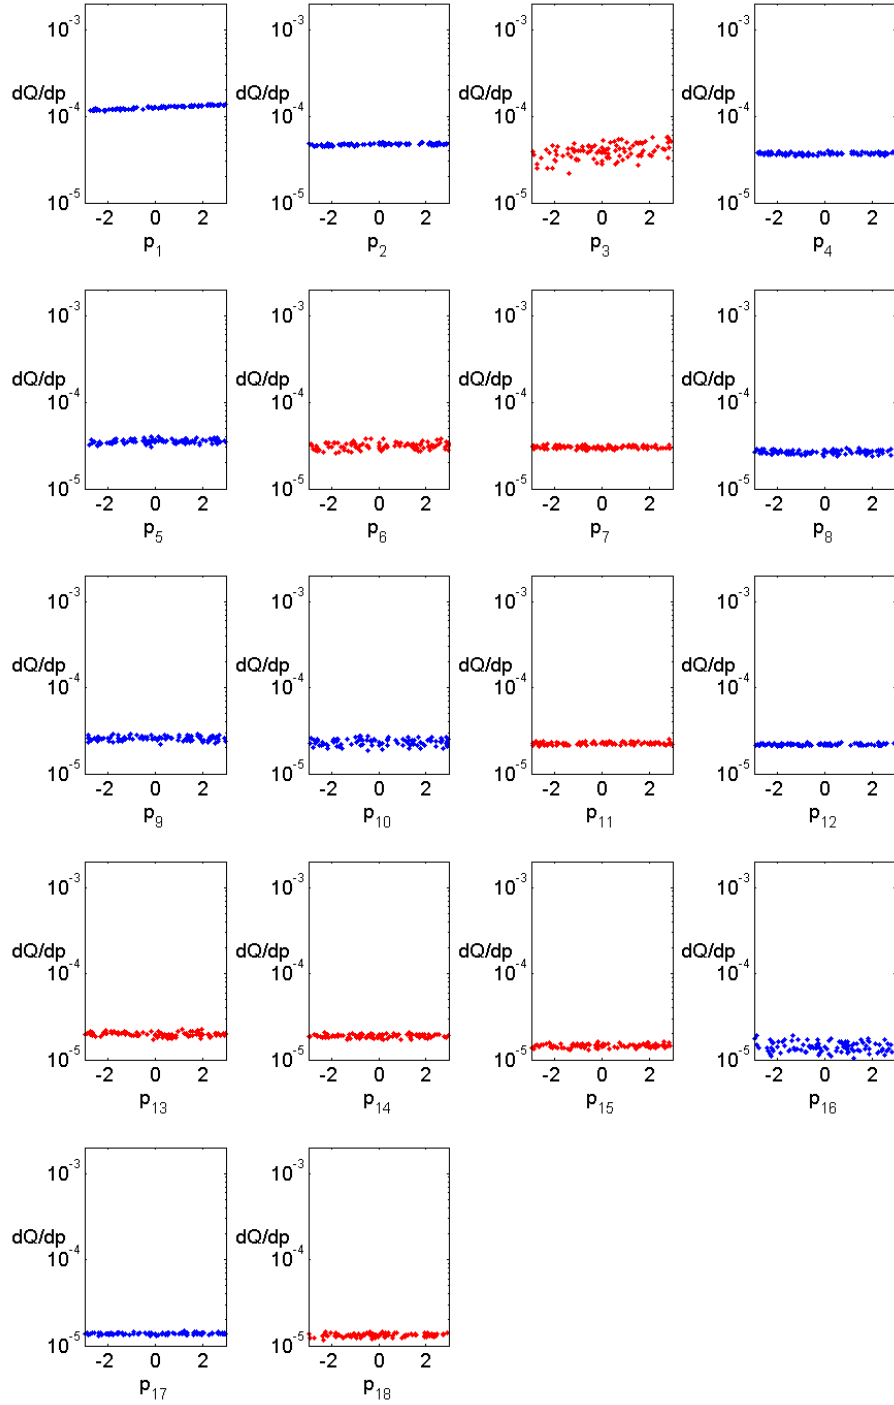 10^-3 10^-3 10^-3 10^-3
dQ/dp dQ/dp dQ/dp dQ/dp
10^-4 10^-4 10^-4 10^-4
10^-5 10^-5 10^-5 10^-5
-2 0 2 -2 0 2 -2 0 2 -2 0 2
p_1 p_2 p_3 p_4
10^-3 10^-3 10^-3 10^-3
dQ/dp dQ/dp dQ/dp dQ/dp
10^-4 10^-4 10^-4 10^-4
10^-5 10^-5 10^-5 10^-5
-2 0 2 -2 0 2 -2 0 2 -2 0 2
p_5 p_6 p_7 p_8
10^-3 10^-3 10^-3 10^-3
dQ/dp dQ/dp dQ/dp dQ/dp
10^-4 10^-4 10^-4 10^-4
10^-5 10^-5 10^-5 10^-5
-2 0 2 -2 0 2 -2 0 2 -2 0 2
p_9 p_10 p_11 p_12
10^-3 10^-3 10^-3 10^-3
dQ/dp dQ/dp dQ/dp dQ/dp
10^-4 10^-4 10^-4 10^-4
10^-5 10^-5 10^-5 10^-5
-2 0 2 -2 0 2 -2 0 2 -2 0 2
p_13 p_14 p_15 p_16
10^-3 10^-3
dQ/dp dQ/dp
10^-4 10^-4
10^-5 10^-5
-2 0 2 -2 0 2
p_17 p_18